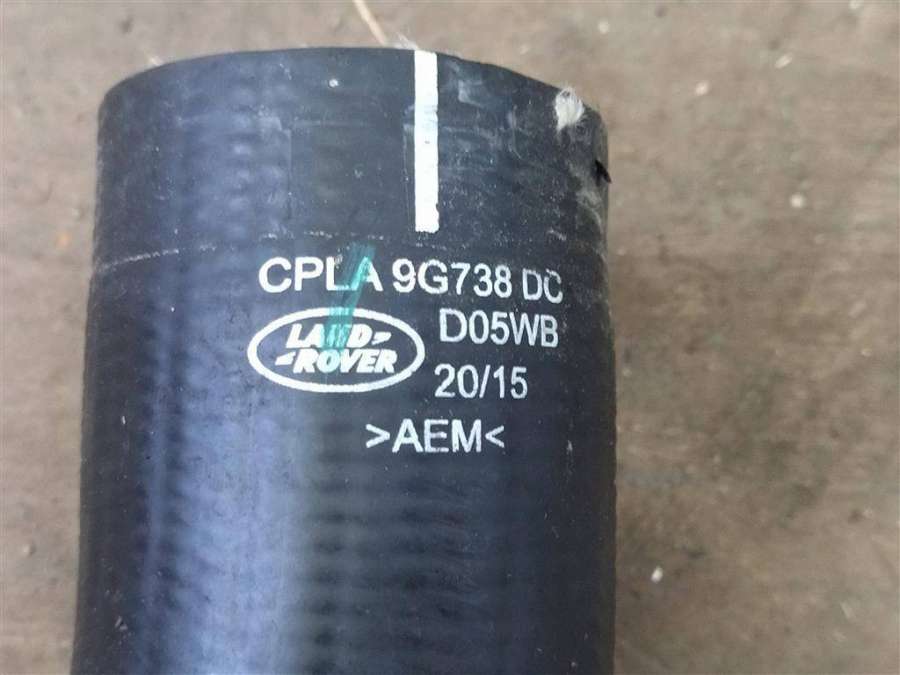 CPLA 9G738 DC
LAND
ROVER
D05WB
20/15
>AEM<